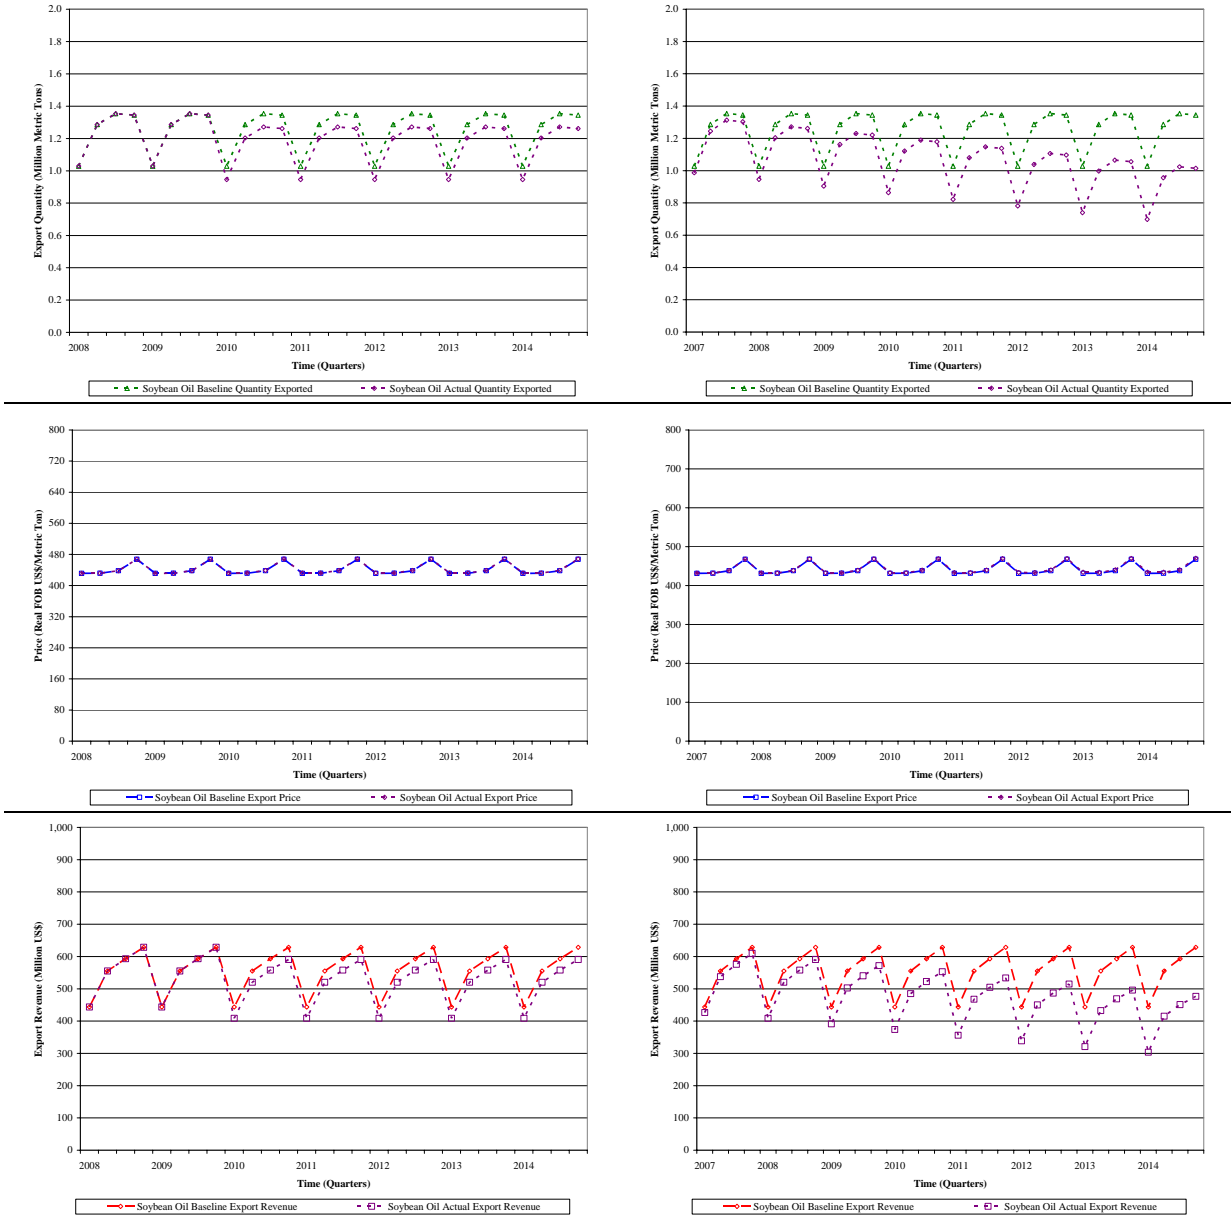 2.0
1.8
1.6
1.4
1.2
1.0
0.8
0.6
0.4
0.2
0.0
Export Quantity (Million Metric Tons)
2008 2009 2010 2011 2012 2013 2014
Time (Quarters)
Soybean Oil Baseline Quantity Exported Soybean Oil Actual Quantity Exported
2.0
1.8
1.6
1.4
1.2
1.0
0.8
0.6
0.4
0.2
0.0
Export Quantity (Million Metric Tons)
2007 2008 2009 2010 2011 2012 2013 2014
Time (Quarters)
Soybean Oil Baseline Quantity Exported Soybean Oil Actual Quantity Exported
800
720
640
560
480
400
320
240
160
80
0
Price (Real FOB US$/Metric Ton)
2008 2009 2010 2011 2012 2013 2014
Time (Quarters)
Soybean Oil Baseline Export Price Soybean Oil Actual Export Price
800
700
600
500
400
300
200
100
0
Price (Real FOB US$/Metric Ton)
2007 2008 2009 2010 2011 2012 2013 2014
Time (Quarters)
Soybean Oil Baseline Export Price Soybean Oil Actual Export Price
1,000
900
800
700
600
500
400
300
200
100
0
Export Revenue (Million US$)
2008 2009 2010 2011 2012 2013 2014
Time (Quarters)
Soybean Oil Baseline Export Revenue Soybean Oil Actual Export Revenue
1,000
900
800
700
600
500
400
300
200
100
0
Export Revenue (Million US$)
2007 2008 2009 2010 2011 2012 2013 2014
Time (Quarters)
Soybean Oil Baseline Export Revenue Soybean Oil Actual Export Revenue